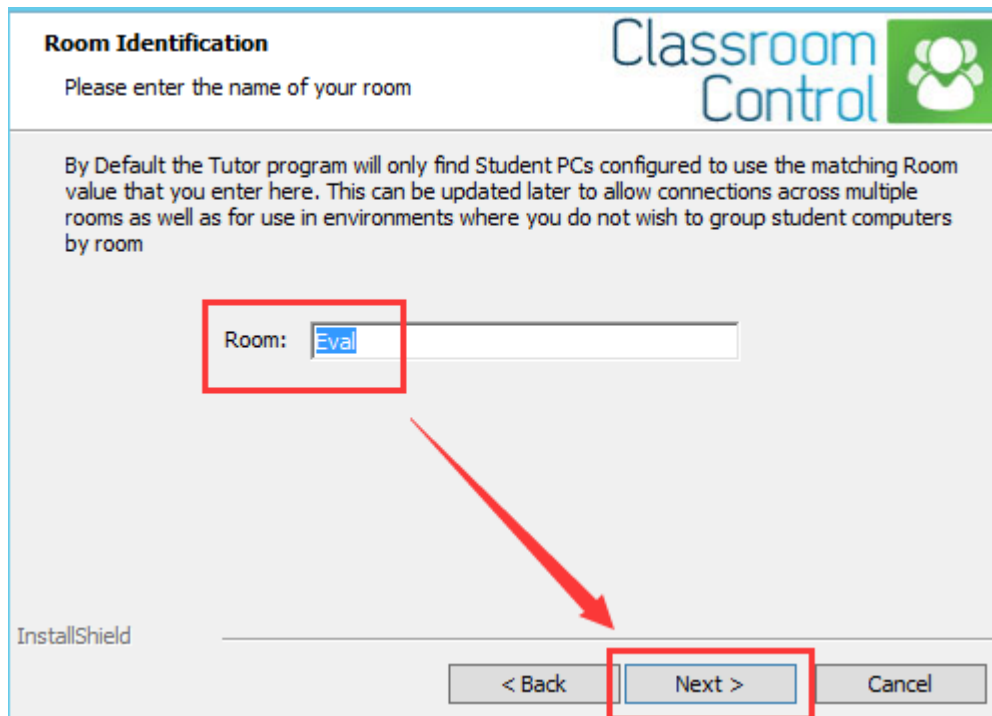 Room Identification
Please enter the name of your room
Classroom
Control
By Default the Tutor program will only find Student PCs configured to use the matching Room
value that you enter here. This can be updated later to allow connections across multiple
rooms as well as for use in environments where you do not wish to group student computers
by room
Room: Eval
InstallShield
< Back Next > Cancel